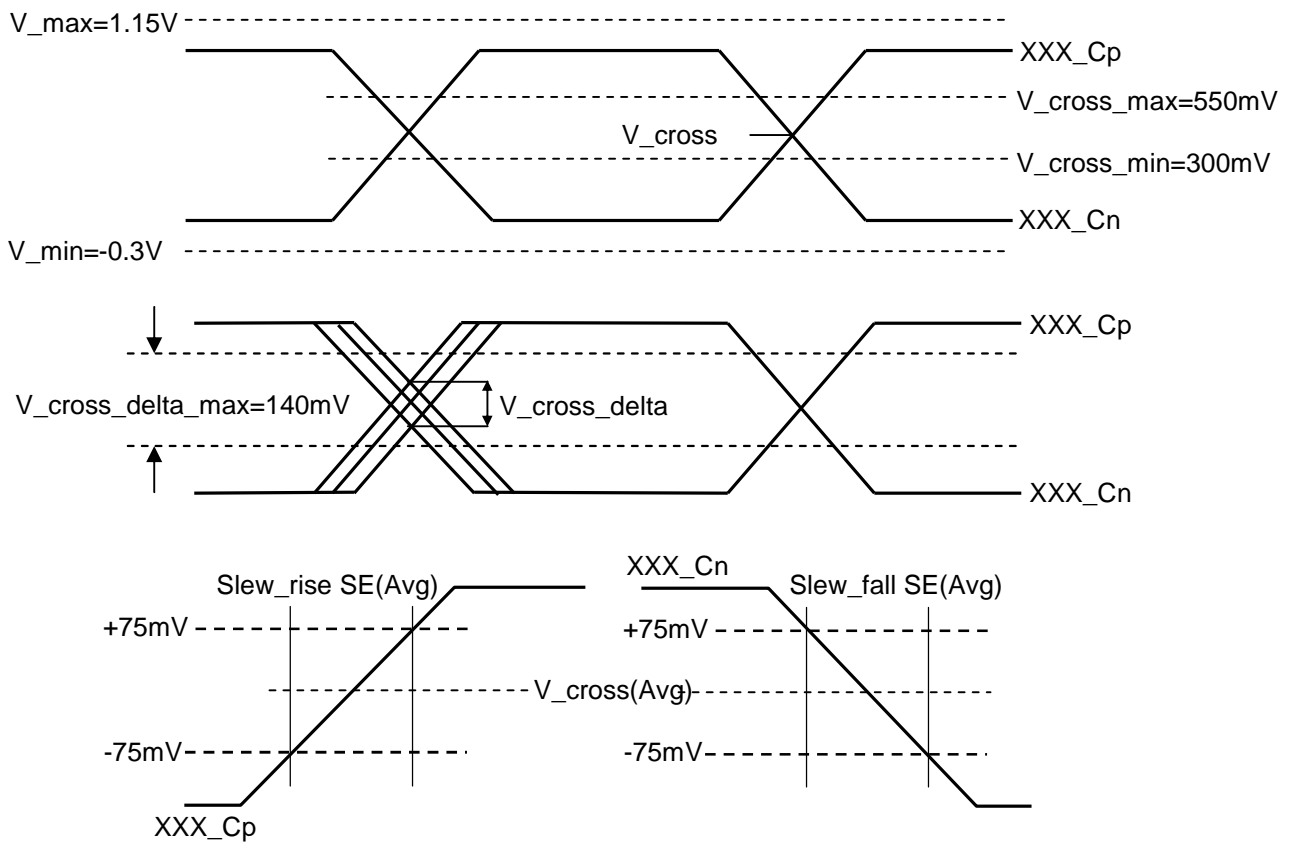 V_max=1.15V
XXX_Cp
V_cross_max=550mV
V_cross
V_cross_min=300mV
XXX_Cn
V_min=-0.3V
XXX_Cp
V_cross_delta_max=140mV
V_cross_delta
XXX_Cn
XXX_Cn
Slew_rise SE(Avg)
Slew_fall SE(Avg)
+75mV
+75mV
V_cross(Avg)
-75mV
-75mV
XXX_Cp